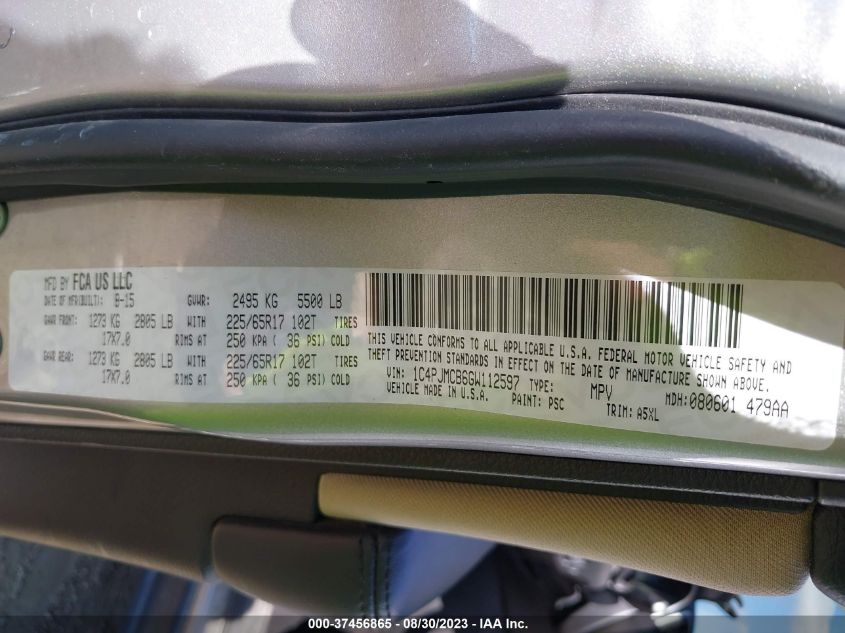 MFD BY FCA US LLC
DATE OF MFR(BUILT): 8-15 GVWR: 2495 KG 5500 LB
GAWR FRONT: 1273 KG 2805 LB WITH 225/65R17 102T TIRES
17X7.0 RIMS AT 250 KPA ( 36 PSI) COLD
GAWR REAR: 1273 KG 2805 LB WITH 225/65R17 102T TIRES
17X7.0 RIMS AT 250 KPA ( 36 PSI) COLD
THIS VEHICLE CONFORMS TO ALL APPLICABLE U.S.A. FEDERAL MOTOR VEHICLE SAFETY AND
THEFT PREVENTION STANDARDS IN EFFECT ON THE DATE OF MANUFACTURE SHOWN ABOVE.
VIN: 1C4PJMCB6GW112597 TYPE: MPV MDH:080601 479AA
VEHICLE MADE IN U.S.A. PAINT: PSC TRIM: A5XL
000-37456865 - 08/30/2023 - IAA Inc.